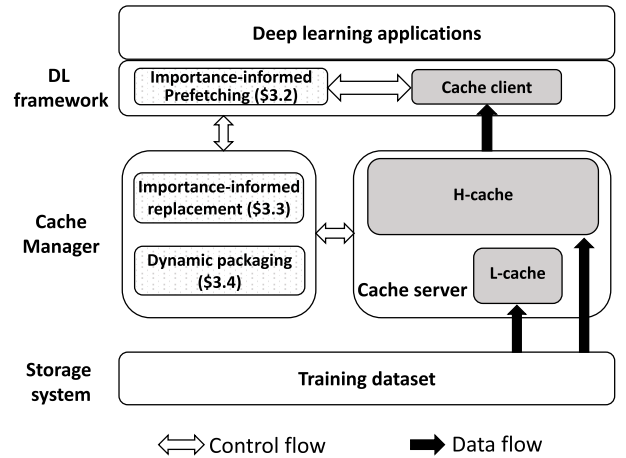 Deep learning applications
DL
framework
Importance-informed
Prefetching ($3.2)
Cache client
Cache
Manager
Importance-informed
replacement ($3.3)
Dynamic packaging
($3.4)
H-cache
L-cache
Cache server
Storage
system
Training dataset
Control flow
Data flow